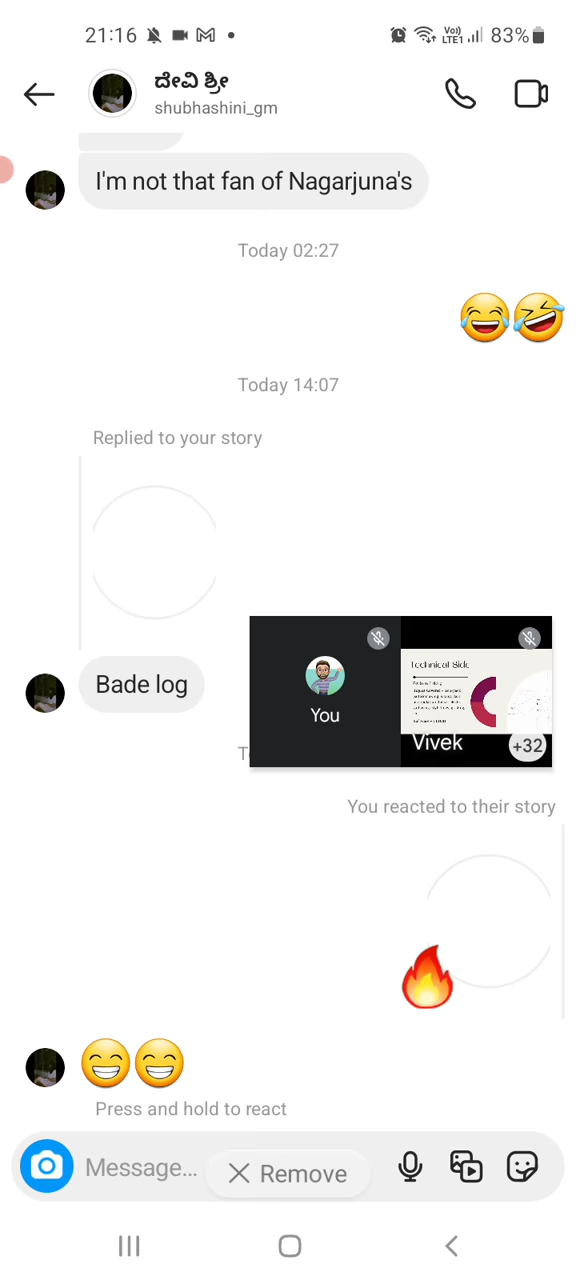 21:16
Vo))
LTE1
83%
ದೇವಿ ಶ್ರೀ
shubhashini_gm
I'm not that fan of Nagarjuna's
Today 02:27
Today 14:07
Replied to your story
Bade log
You
Technical Side
Vivek
+32
You reacted to their story
Press and hold to react
Message...
Remove